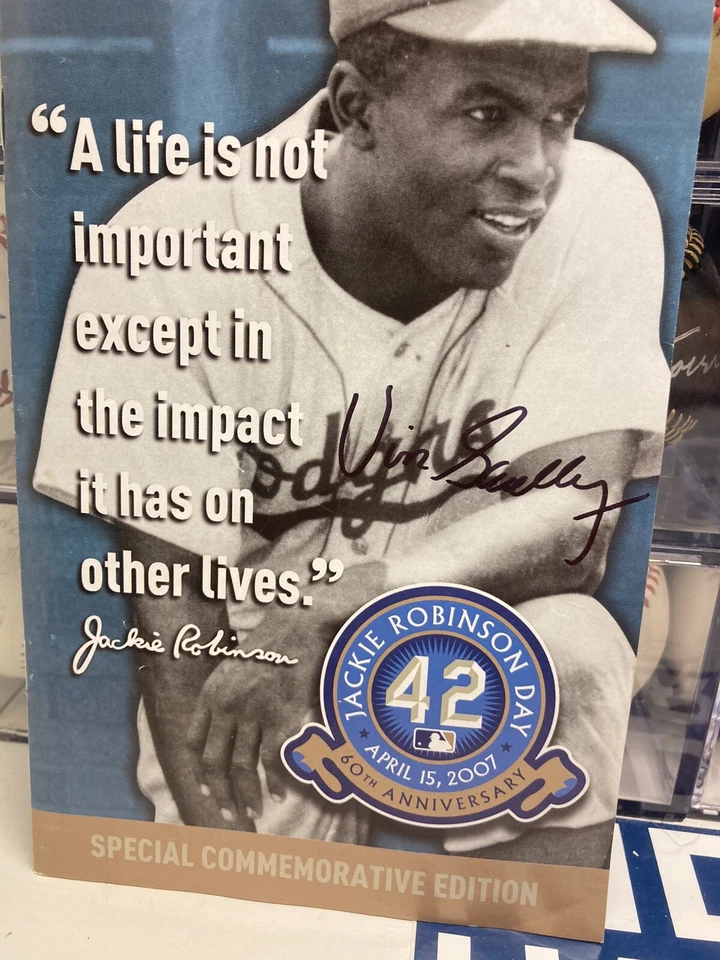 “A life is not
important
except in
the impact
it has on
other lives.”
Jackie Robinson
Dodgers
Vin Scully
JACKIE ROBINSON DAY
42
APRIL 15, 2007
60TH ANNIVERSARY
SPECIAL COMMEMORATIVE EDITION